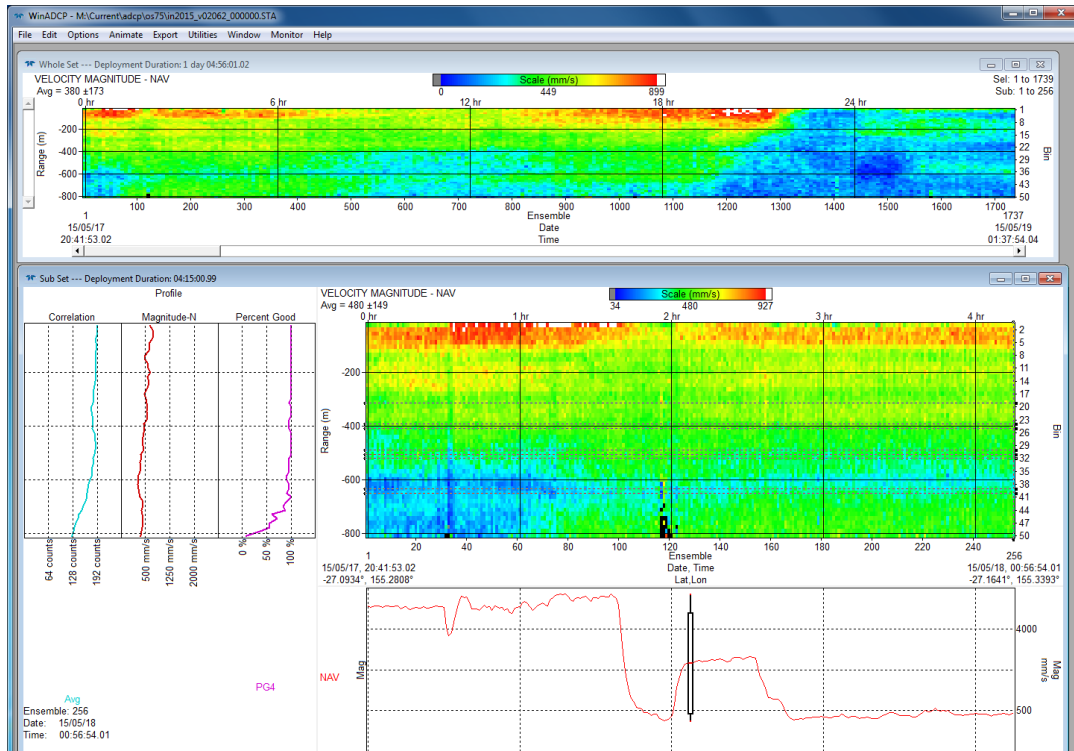 WinADCP - M:\Current\adcp\os75\in2015_v02062_000000.STA
File Edit Options Animate Export Utilities Window Monitor Help
Whole Set --- Deployment Duration: 1 day 04:56:01.02
VELOCITY MAGNITUDE - NAV
Avg = 380 ±173
Scale (mm/s)
0 449 899
Sel: 1 to 1739
Sub: 1 to 256
0 hr 6 hr 12 hr 18 hr 24 hr
Range (m)
-200
-400
-600
-800
1
8
15
22
29
36
43
50
Bin
100 200 300 400 500 600 700 800 900 1000 1100 1200 1300 1400 1500 1600 1700
Ensemble
1 Date 1737
15/05/17 15/05/19
20:41:53.02 Time 01:37:54.04
Sub Set --- Deployment Duration: 04:15:00.99
Profile
Correlation Magnitude-N Percent Good
64 counts
128 counts
192 counts
500 mm/s
1250 mm/s
2000 mm/s
0 %
50 %
100 %
Avg
PG4
Ensemble: 256
Date: 15/05/18
Time: 00:56:54.01
VELOCITY MAGNITUDE - NAV
Avg = 480 ±149
Scale (mm/s)
34 480 927
0 hr 1 hr 2 hr 3 hr 4 hr
Range (m)
-200
-400
-600
-800
2
5
8
11
14
17
20
23
26
29
32
35
38
41
44
47
50
Bin
20 40 60 80 100 120 140 160 180 200 220 240
1 Ensemble 256
15/05/17, 20:41:53.02 Date, Time 15/05/18, 00:56:54.01
-27.0934°, 155.2808° Lat,Lon -27.1641°, 155.3393°
NAV
Mag
4000
500
Mag
mm/s